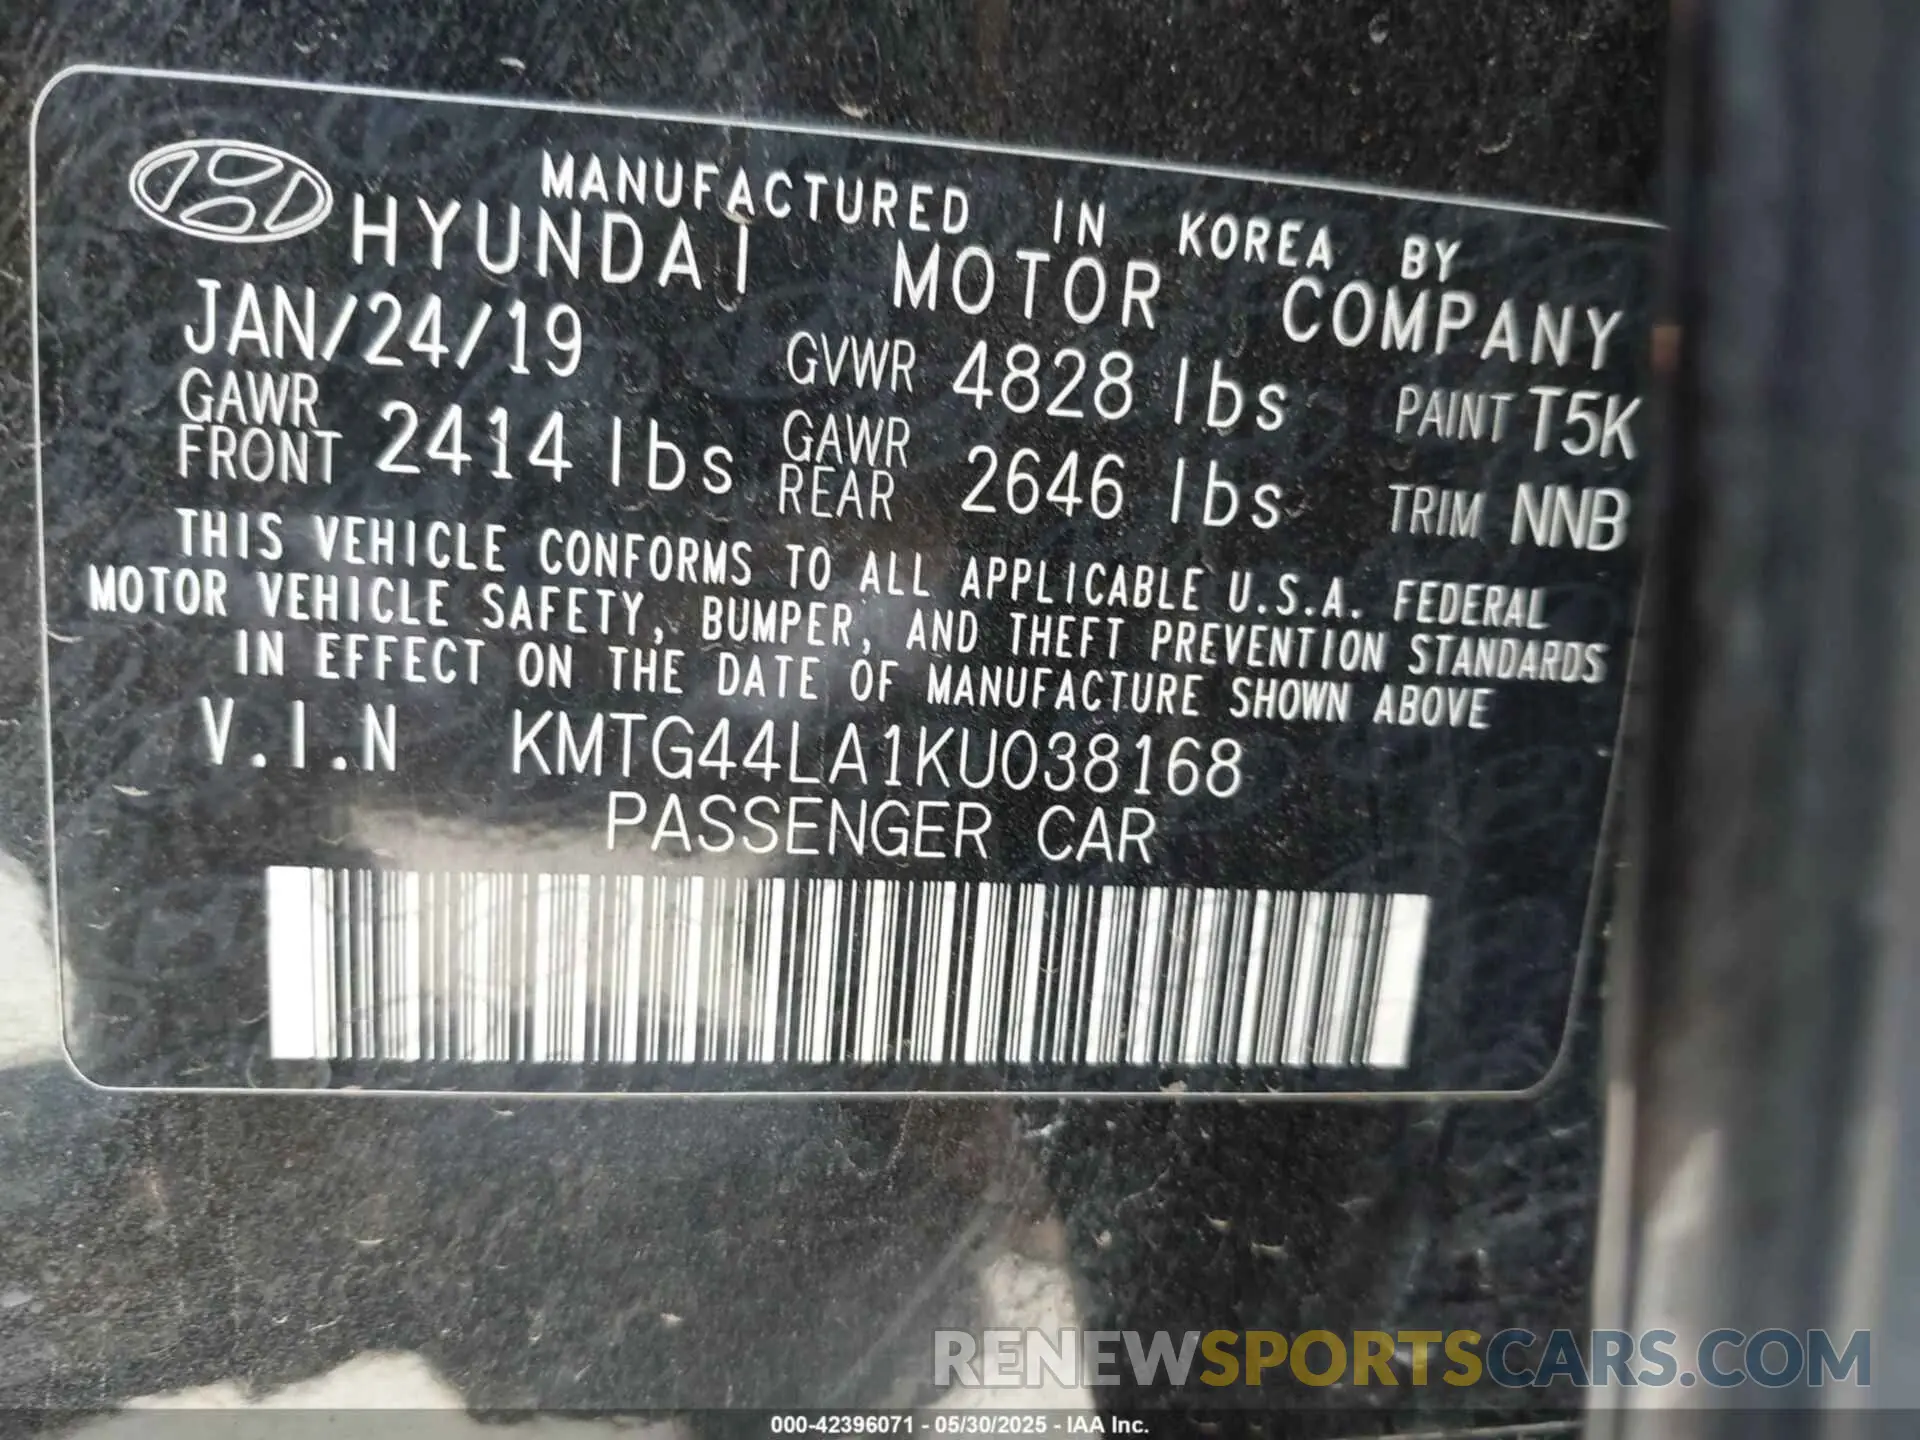 MANUFACTURED IN KOREA BY
HYUNDAI MOTOR COMPANY
JAN/24/19 GVWR 4828 lbs PAINT T5K
GAWR FRONT 2414 lbs GAWR REAR 2646 lbs TRIM NNB
THIS VEHICLE CONFORMS TO ALL APPLICABLE U.S.A. FEDERAL
MOTOR VEHICLE SAFETY, BUMPER, AND THEFT PREVENTION STANDARDS
IN EFFECT ON THE DATE OF MANUFACTURE SHOWN ABOVE
V.I.N KMTG44LA1KU038168
PASSENGER CAR
RENEWSPORTSCARS.COM
000-42396071 - 05/30/2025 - IAA Inc.